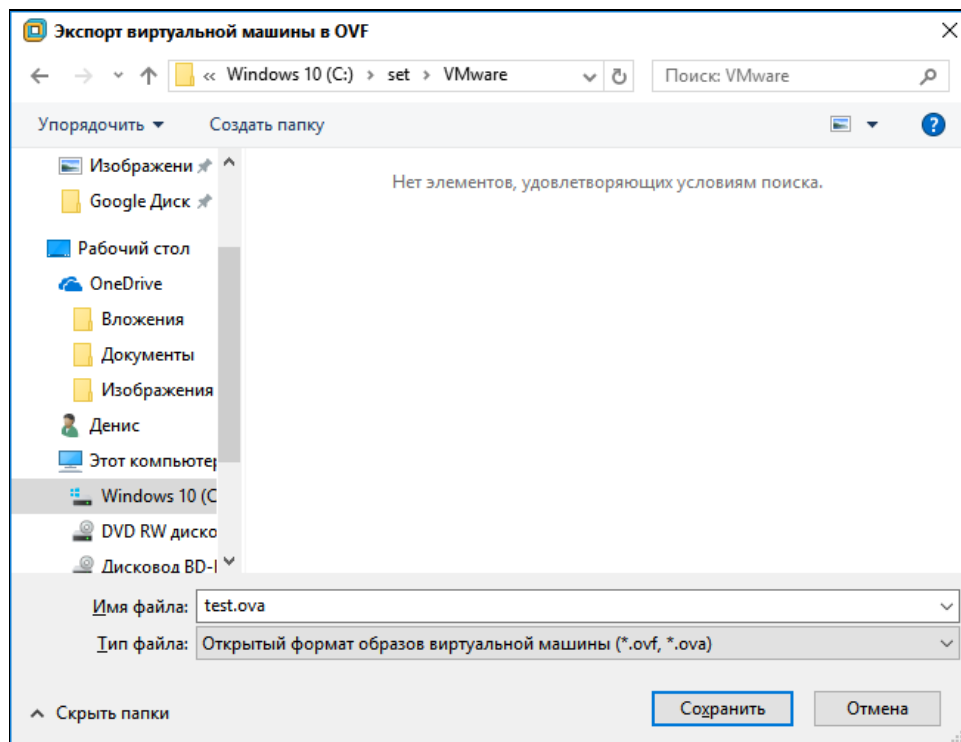 Экспорт виртуальной машины в OVF
« Windows 10 (C:) › set › VMware
Поиск: VMware
Упорядочить
Создать папку
Изображени
Google Диск
Рабочий стол
OneDrive
Вложения
Документы
Изображения
Денис
Этот компьютер
Windows 10 (C
DVD RW диско
Дисковод BD-
Нет элементов, удовлетворяющих условиям поиска.
Имя файла: test.ova
Тип файла: Открытый формат образов виртуальной машины (*.ovf, *.ova)
Скрыть папки
Сохранить
Отмена